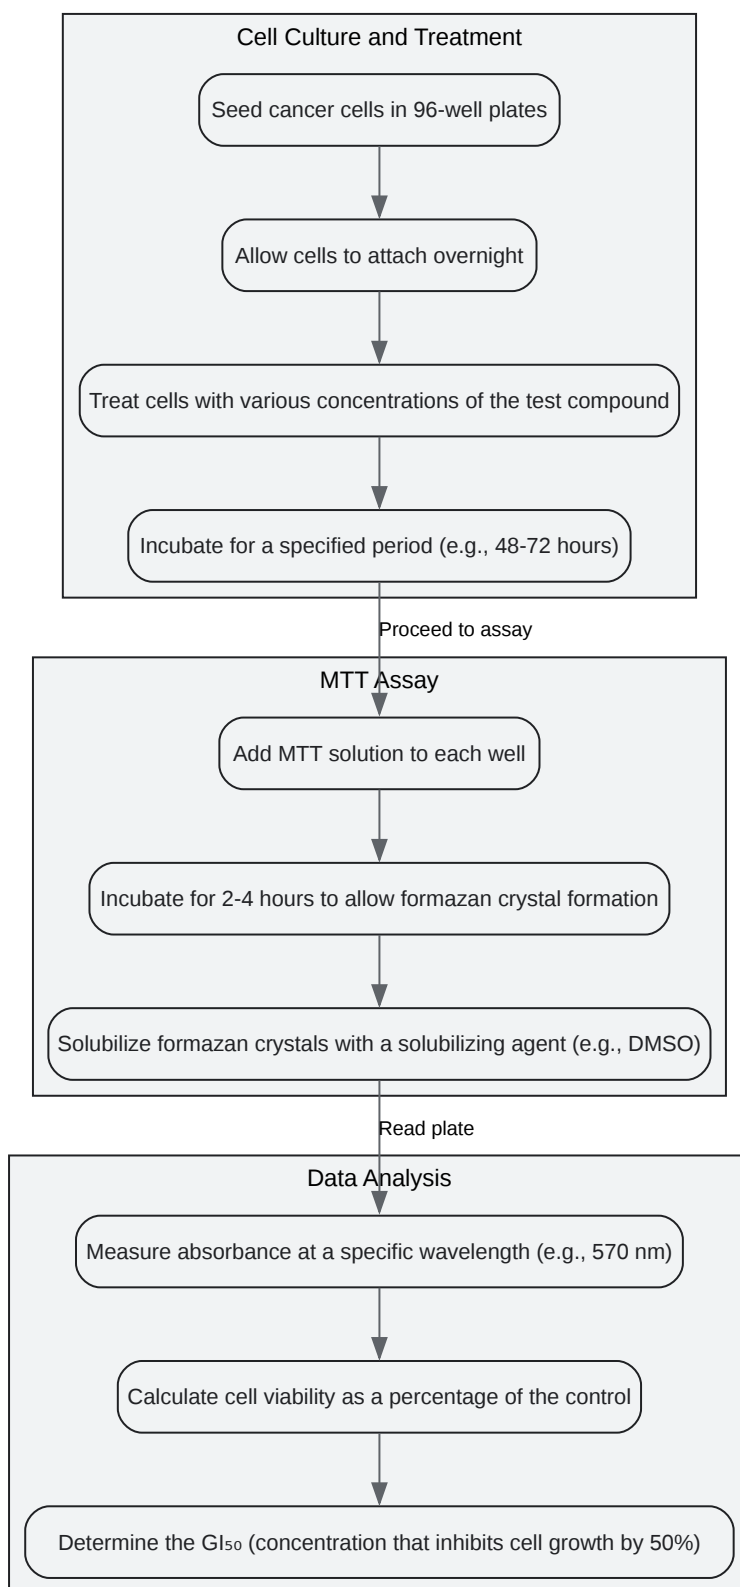 Cell Culture and Treatment
Seed cancer cells in 96-well plates
Allow cells to attach overnight
Treat cells with various concentrations of the test compound
Incubate for a specified period (e.g., 48-72 hours)
Proceed to assay
MTT Assay
Add MTT solution to each well
Incubate for 2-4 hours to allow formazan crystal formation
Solubilize formazan crystals with a solubilizing agent (e.g., DMSO)
Read plate
Data Analysis
Measure absorbance at a specific wavelength (e.g., 570 nm)
Calculate cell viability as a percentage of the control
Determine the GI₅₀ (concentration that inhibits cell growth by 50%)